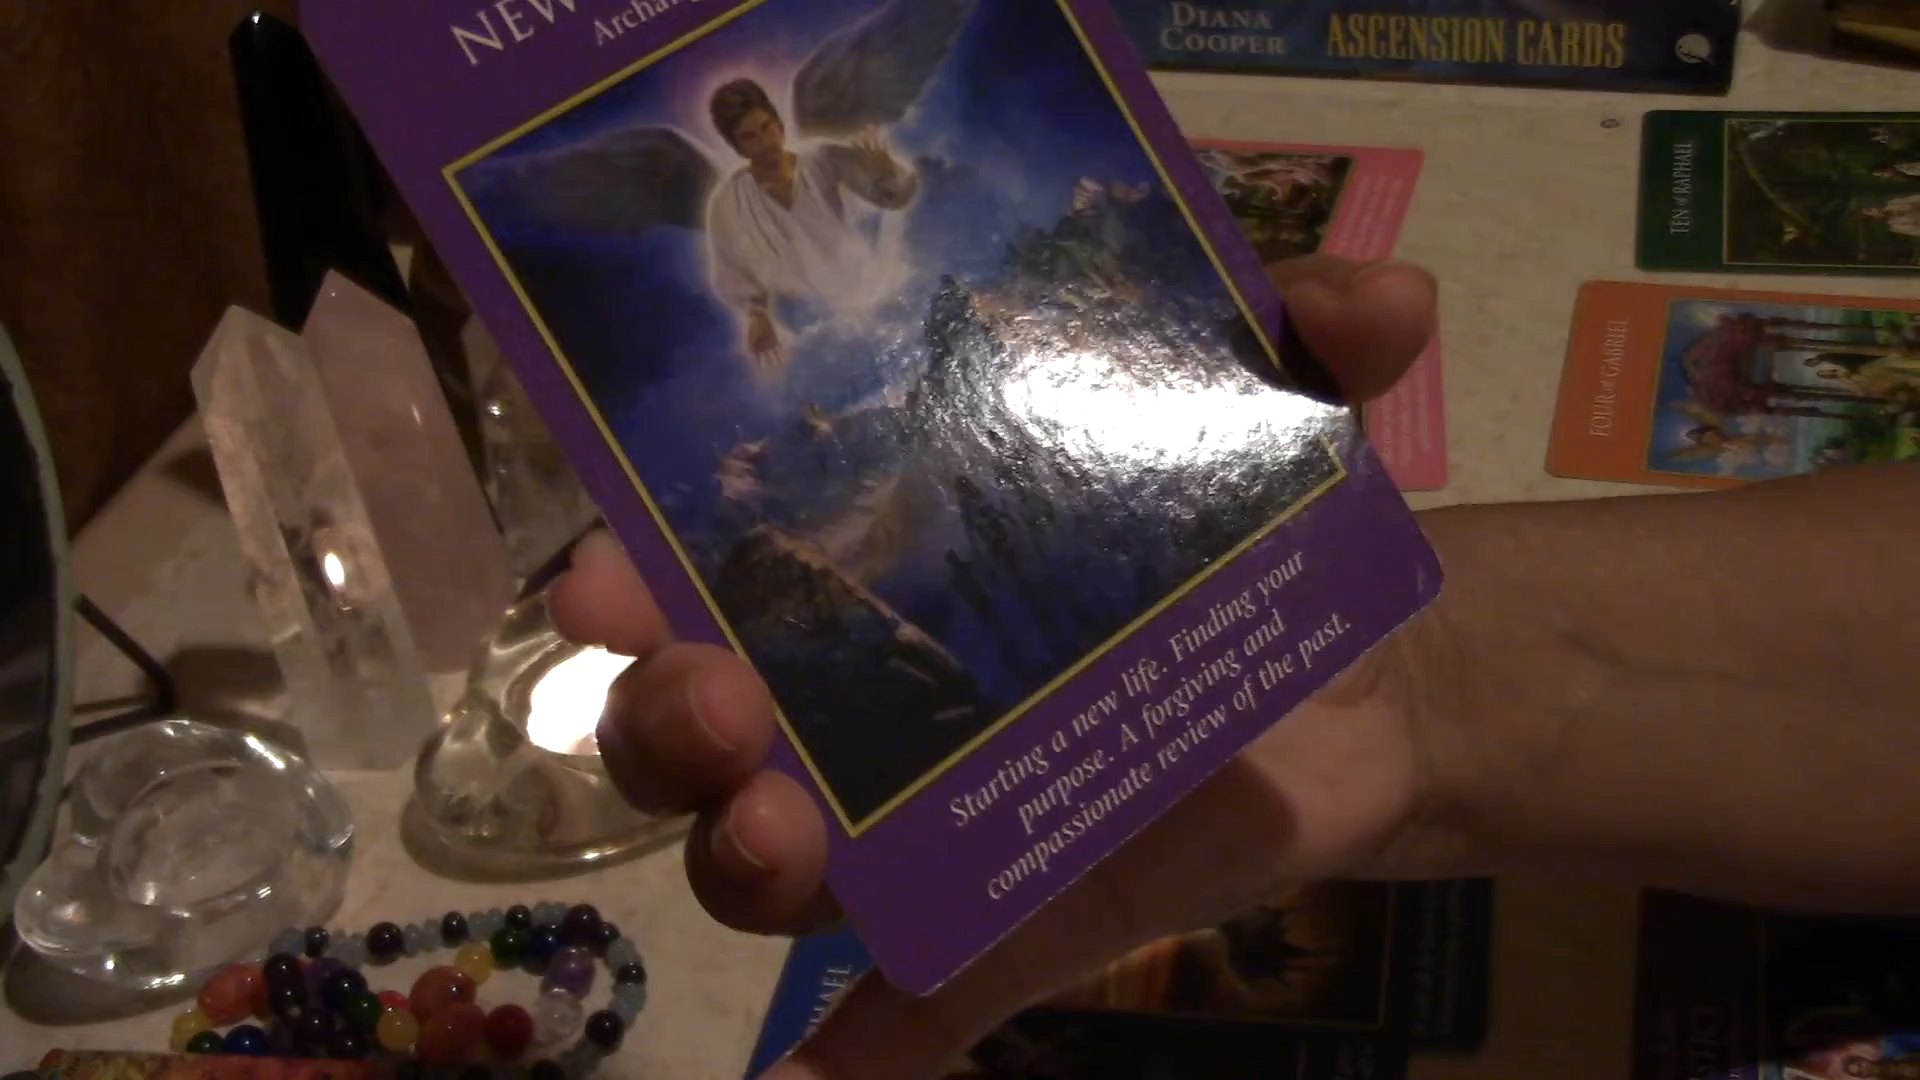 NEW
DIANA
COOPER
ASCENSION CARDS
TEN of RAPHAEL
FOUR of GABRIEL
Starting a new life. Finding your
purpose. A forgiving and
compassionate review of the past.